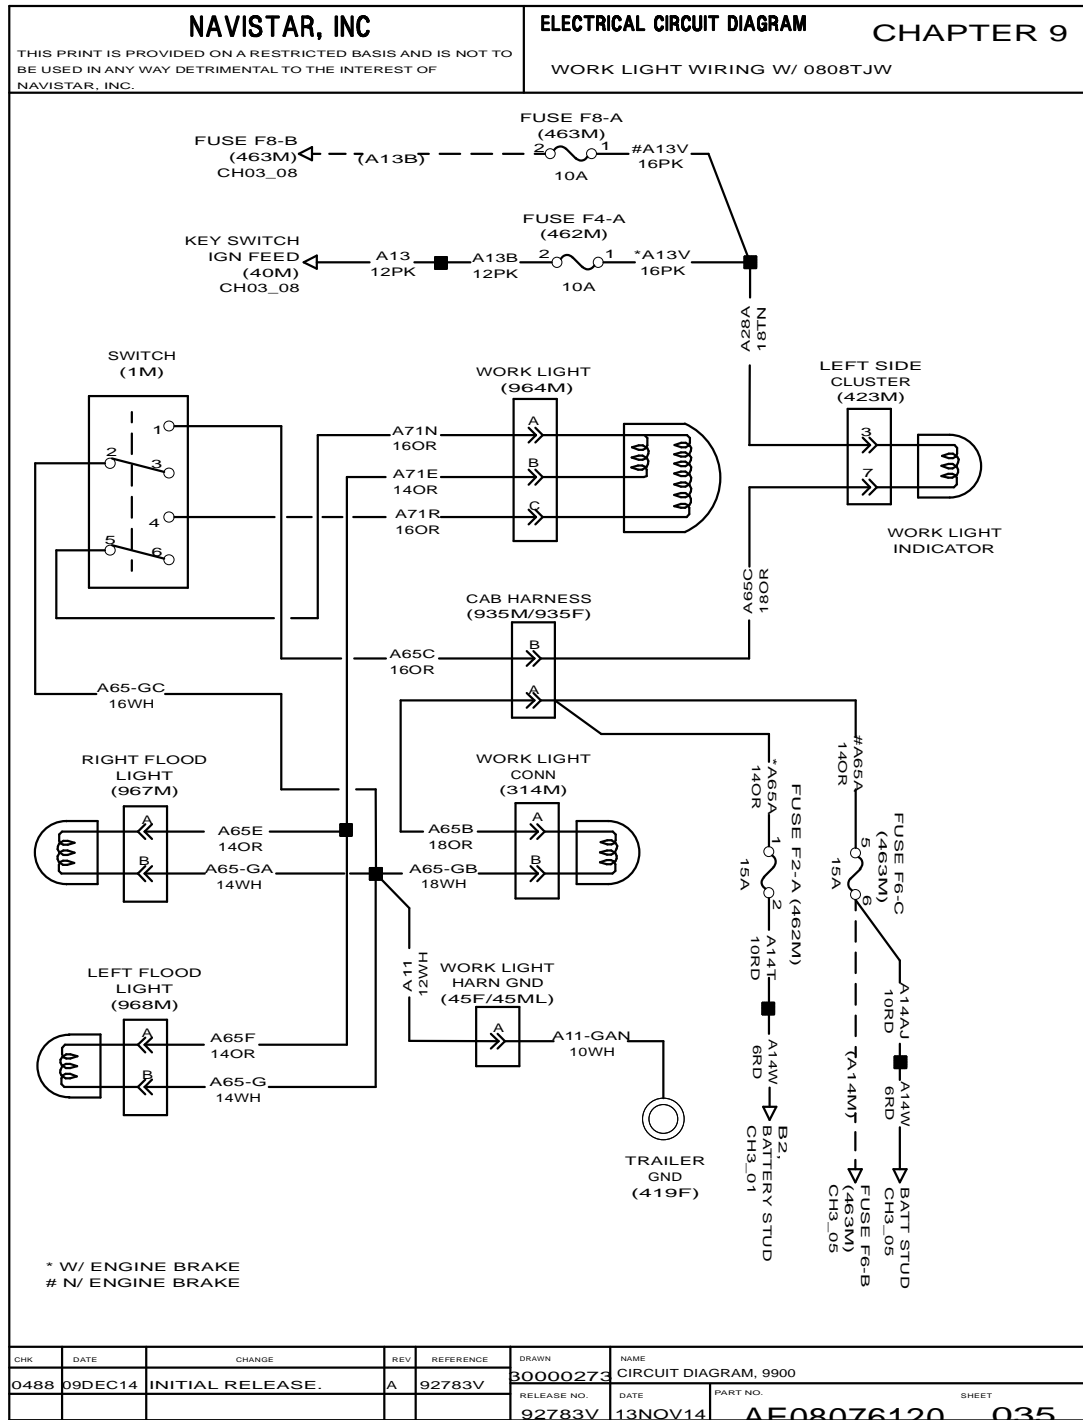 NAVISTAR, INC
THIS PRINT IS PROVIDED ON A RESTRICTED BASIS AND IS NOT TO
BE USED IN ANY WAY DETRIMENTAL TO THE INTEREST OF
NAVISTAR, INC.
ELECTRICAL CIRCUIT DIAGRAM
CHAPTER 9
WORK LIGHT WIRING W/ 0808TJW
FUSE F8-B
(463M)
CH03_08
(A13B)
FUSE F8-A
(463M)
2
1
10A
#A13V
16PK
KEY SWITCH
IGN FEED
(40M)
CH03_08
A13
12PK
A13B
12PK
FUSE F4-A
(462M)
2
1
10A
*A13V
16PK
A28A
18TN
SWITCH
(1M)
1
2
3
4
5
6
WORK LIGHT
(964M)
A71N
16OR
A
A71E
14OR
B
A71R
16OR
C
LEFT SIDE
CLUSTER
(423M)
3
7
WORK LIGHT
INDICATOR
A65C
18OR
CAB HARNESS
(935M/935F)
A65C
16OR
B
A
A65-GC
16WH
RIGHT FLOOD
LIGHT
(967M)
A
B
A65E
14OR
A65-GA
14WH
WORK LIGHT
CONN
(314M)
A65B
18OR
A
A65-GB
18WH
B
*A65A
14OR
1
2
15A
FUSE F2-A (462M)
A14T
10RD
A14W
6RD
B2,
BATTERY STUD
CH3_01
#A65A
14OR
5
6
15A
FUSE F6-C
(463M)
A14AJ
10RD
A14W
6RD
(A14M)
FUSE F6-B
(463M)
CH3_05
BATT STUD
CH3_05
LEFT FLOOD
LIGHT
(968M)
A
B
A65F
14OR
A65-G
14WH
A11
12WH
WORK LIGHT
HARN GND
(45F/45ML)
A
A11-GAN
10WH
TRAILER
GND
(419F)
* W/ ENGINE BRAKE
# N/ ENGINE BRAKE
CHK
DATE
CHANGE
REV
REFERENCE
0488
09DEC14
INITIAL RELEASE.
A
92783V
DRAWN
30000273
NAME
CIRCUIT DIAGRAM, 9900
RELEASE NO.
92783V
DATE
13NOV14
PART NO.
AE08076120
SHEET
035